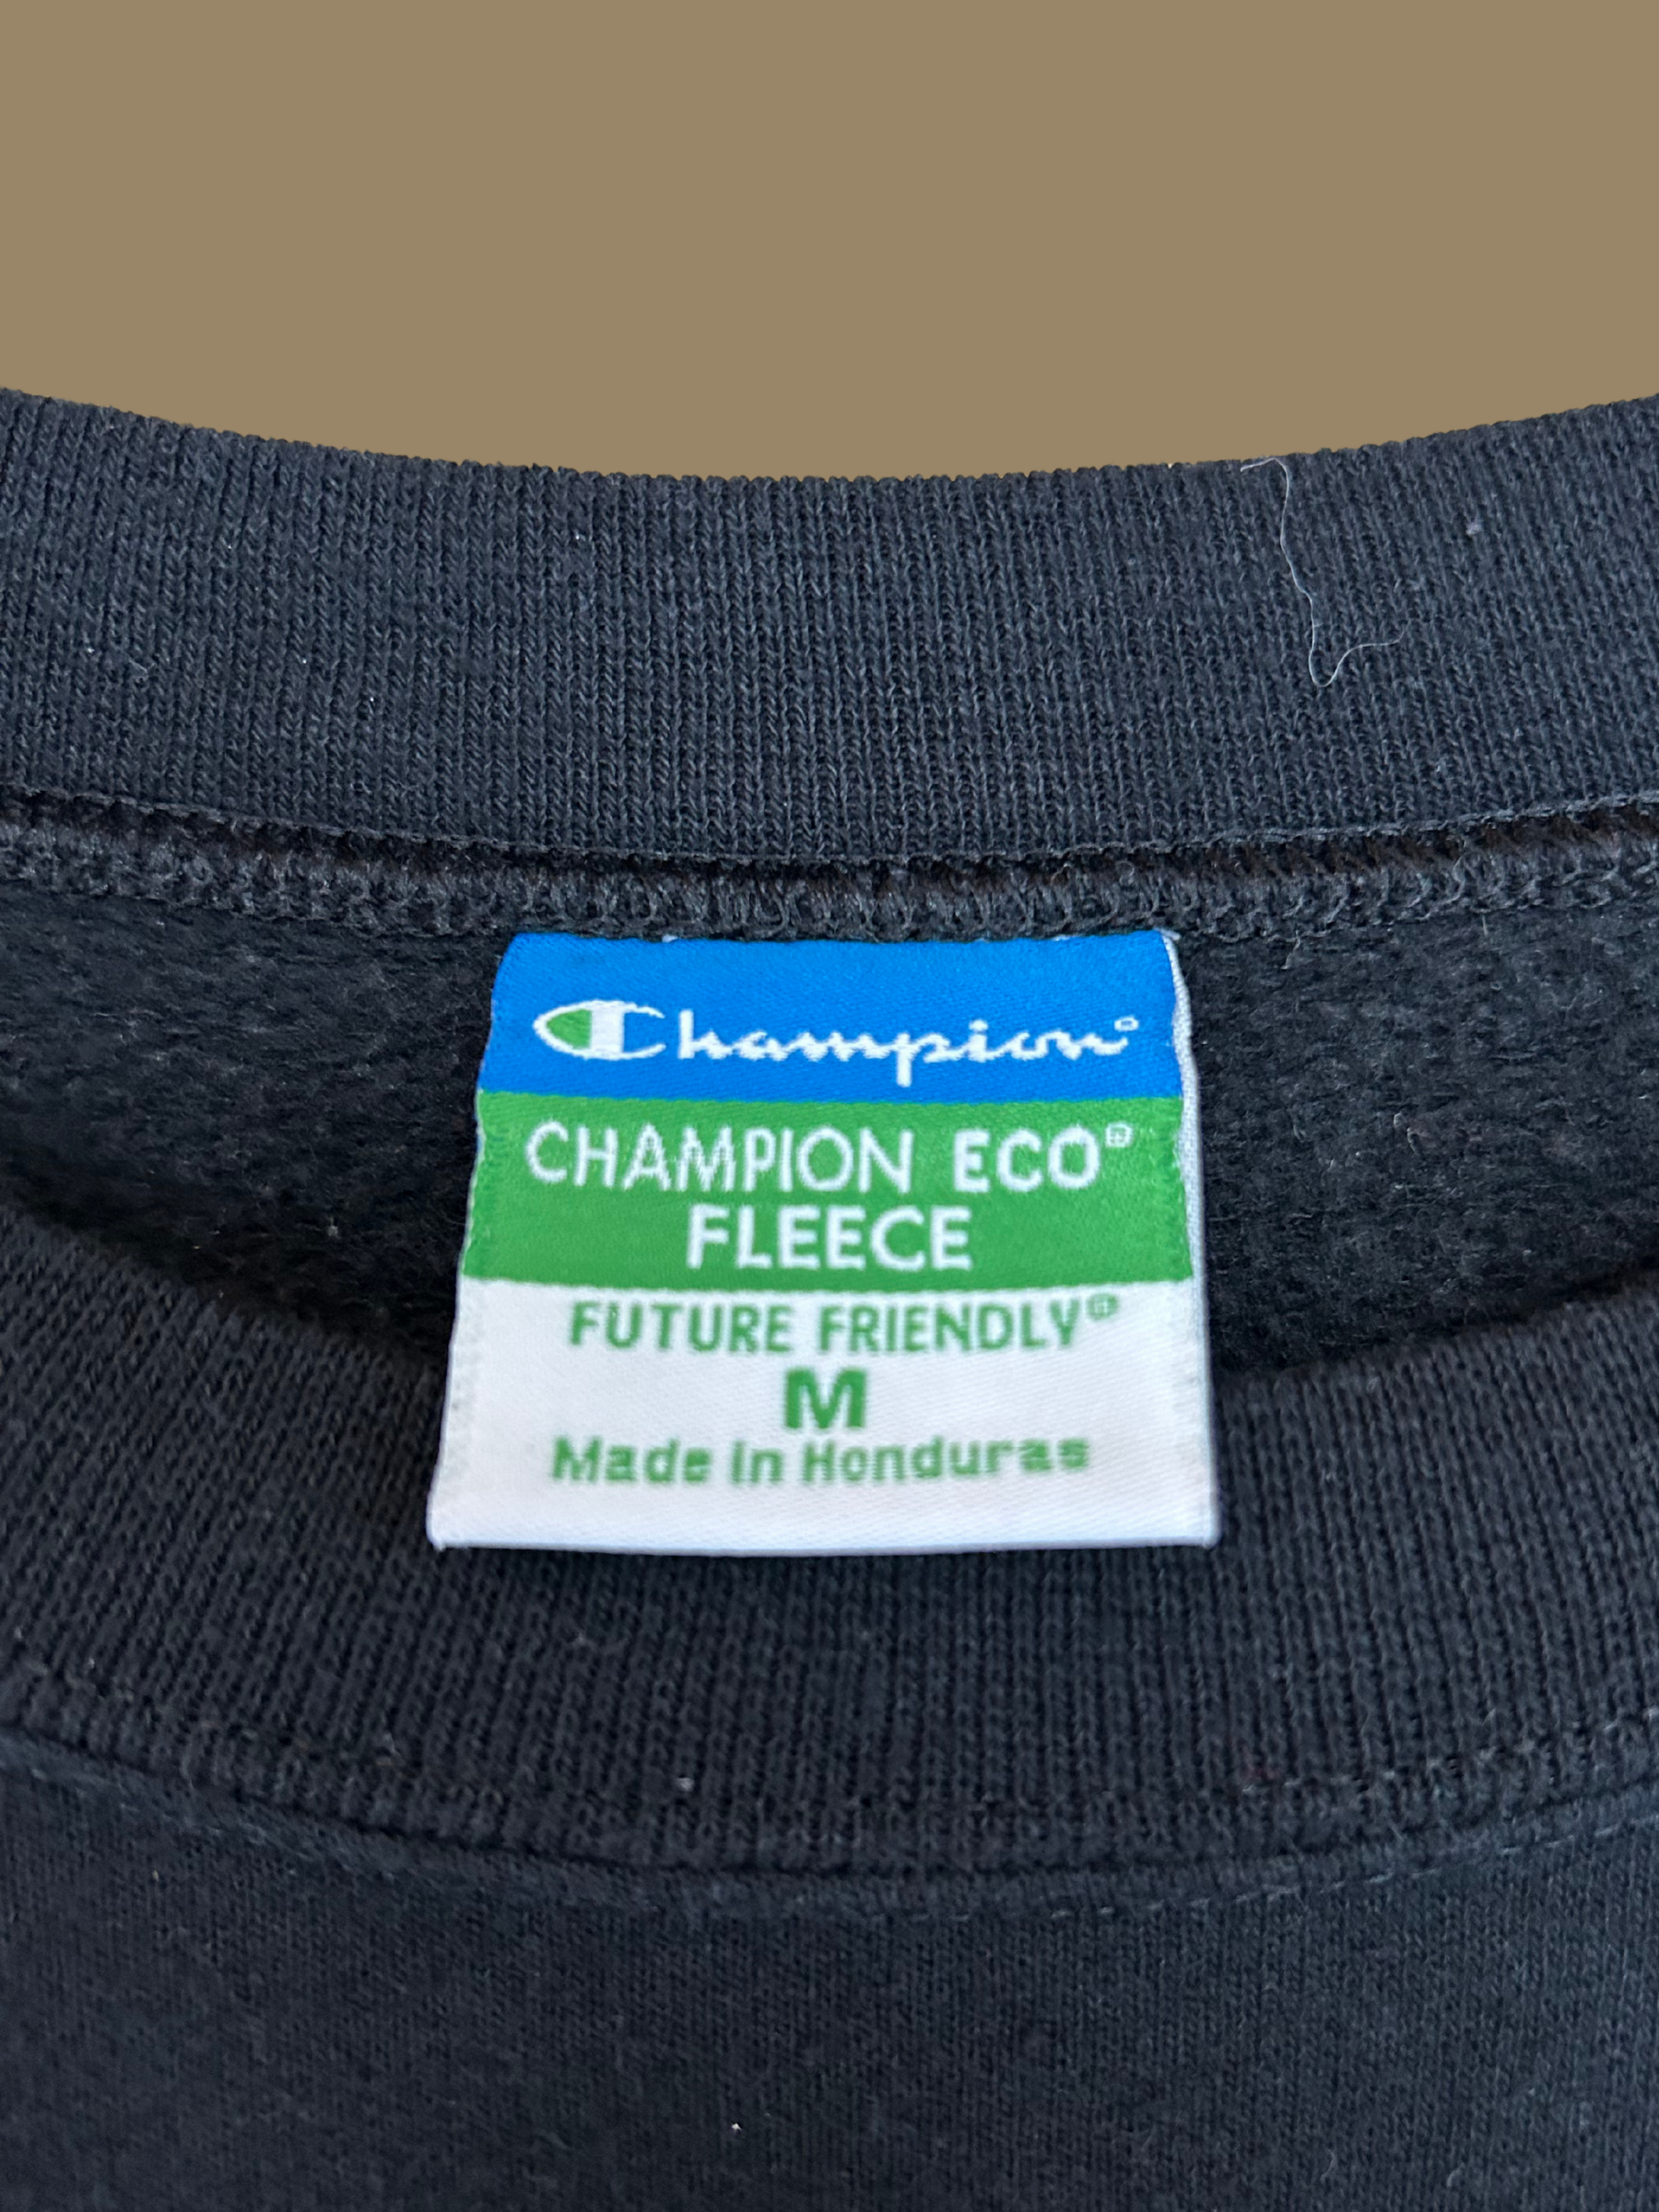 Champion
CHAMPION ECO®
FLEECE
FUTURE FRIENDLY®
M
Made in Honduras